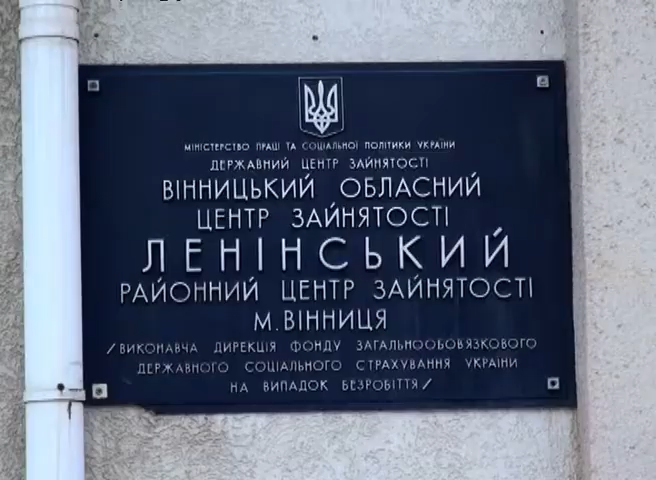 МІНІСТЕРСТВО ПРАЦІ ТА СОЦІАЛЬНОЇ ПОЛІТИКИ УКРАЇНИ
ДЕРЖАВНИЙ ЦЕНТР ЗАЙНЯТОСТІ
ВІННИЦЬКИЙ ОБЛАСНИЙ
ЦЕНТР ЗАЙНЯТОСТІ
ЛЕНІНСЬКИЙ
РАЙОННИЙ ЦЕНТР ЗАЙНЯТОСТІ
М. ВІННИЦЯ
/ВИКОНАВЧА ДИРЕКЦІЯ ФОНДУ ЗАГАЛЬНООБОВЯЗКОВОГО
ДЕРЖАВНОГО СОЦІАЛЬНОГО СТРАХУВАННЯ УКРАЇНИ
НА ВИПАДОК БЕЗРОБІТТЯ/